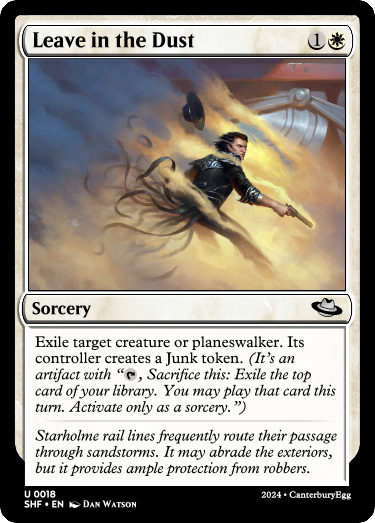 Leave in the Dust 1
Sorcery
Exile target creature or planeswalker. Its
controller creates a Junk token. (It's an
artifact with “, Sacrifice this: Exile the top
card of your library. You may play that card this
turn. Activate only as a sorcery.”)
Starholme rail lines frequently route their passage
through sandstorms. It may abrade the exteriors,
but it provides ample protection from robbers.
U 0018
SHF • EN Dan Watson
2024 • CanterburyEgg